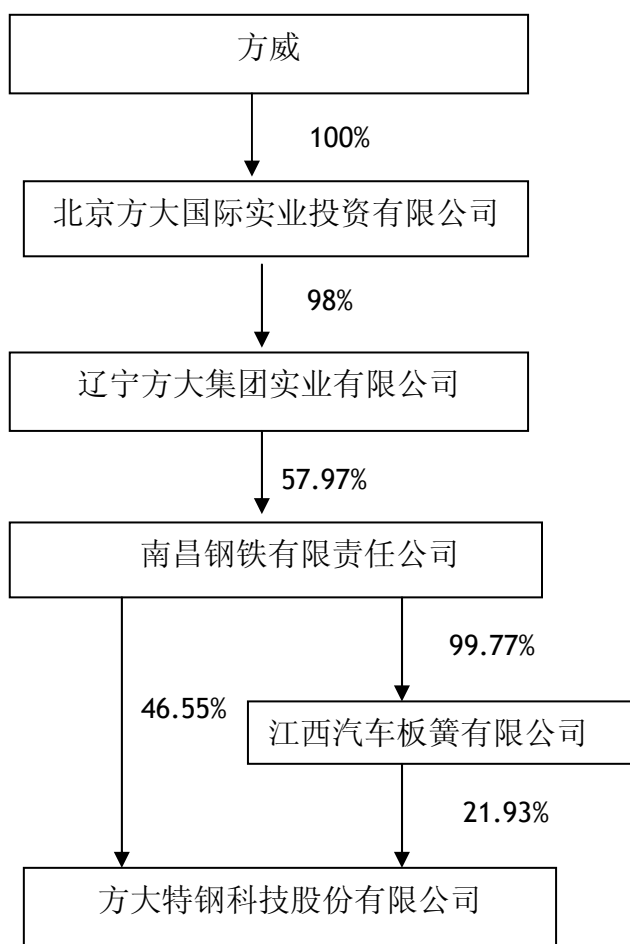 方威
100%
北京方大国际实业投资有限公司
98%
辽宁方大集团实业有限公司
57.97%
南昌钢铁有限责任公司
99.77%
46.55%
江西汽车板簧有限公司
21.93%
方大特钢科技股份有限公司